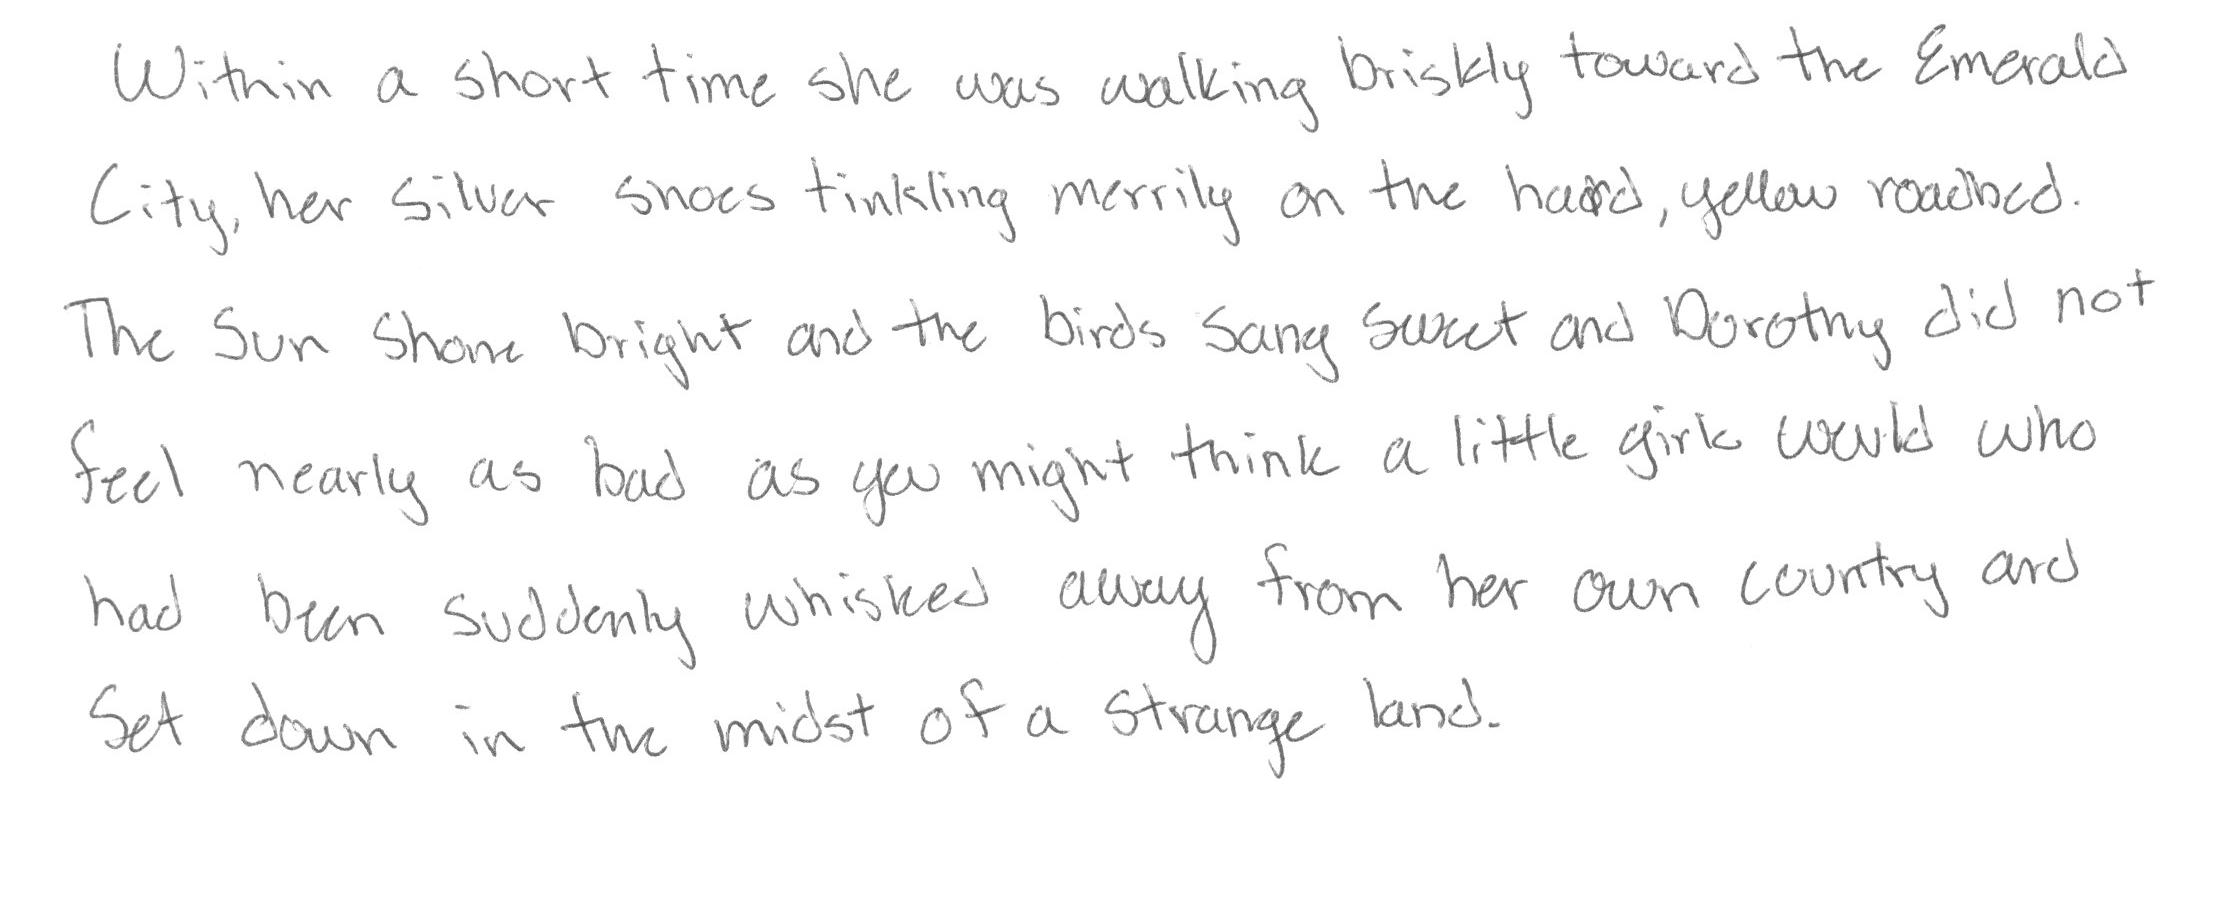 Within a short time she was walking briskly toward the Emerald
City, her silver shoes tinkling merrily on the hard, yellow roadbed.
The sun shone bright and the birds sang sweet and Dorothy did not
feel nearly as bad as you might think a little girl would who
had been suddenly whisked away from her own country and
set down in the midst of a strange land.